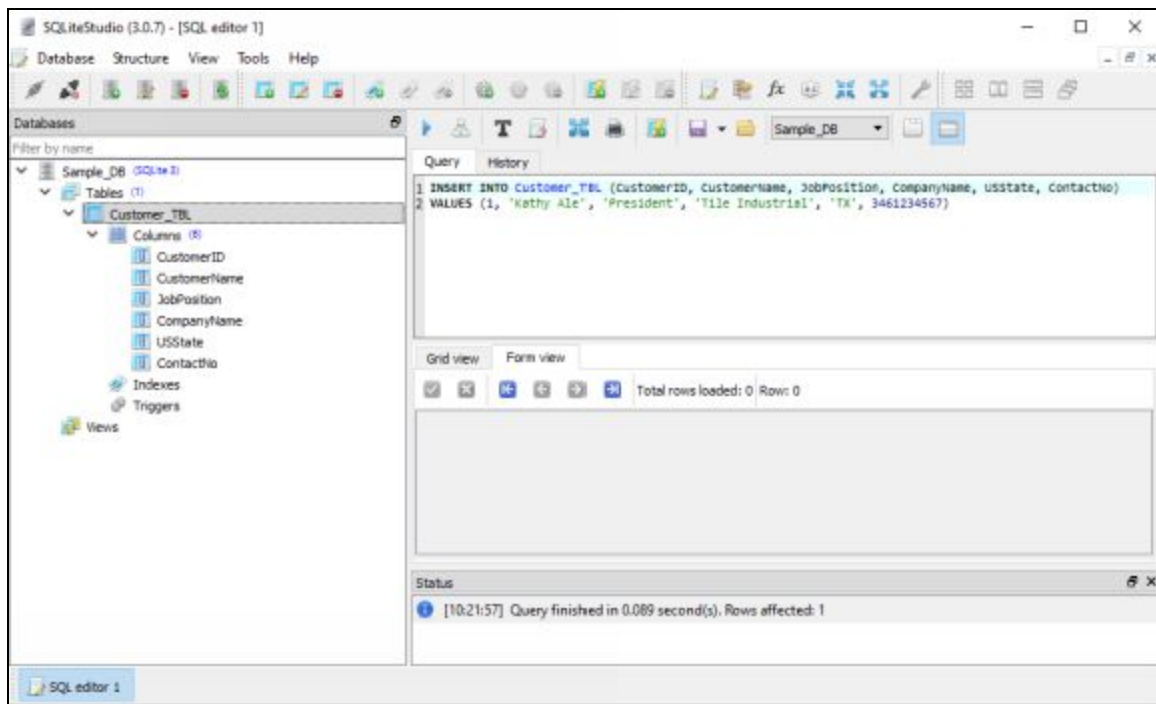 SQLiteStudio (3.0.7) - [SQL editor 1]
Database Structure View Tools Help
Databases
Filter by name
Sample_DB (SQLite 3)
Tables (1)
Customer_TBL
Columns (6)
CustomerID
CustomerName
JobPosition
CompanyName
USState
ContactNo
Indexes
Triggers
Views
Sample_DB
Query History
1 INSERT INTO Customer_TBL (CustomerID, CustomerName, JobPosition, CompanyName, USState, ContactNo)
2 VALUES (1, 'Kathy Ale', 'President', 'Tile Industrial', 'TX', 3461234567)
Grid view Form view
Total rows loaded: 0 Row: 0
Status
[10:21:57] Query finished in 0.089 second(s). Rows affected: 1
SQL editor 1